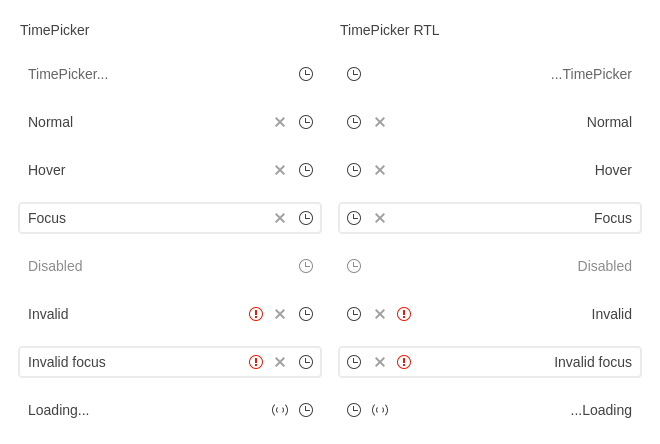 TimePicker
TimePicker...
Normal
Hover
Focus
Disabled
Invalid
Invalid focus
Loading...
TimePicker RTL
...TimePicker
Normal
Hover
Focus
Disabled
Invalid
Invalid focus
...Loading